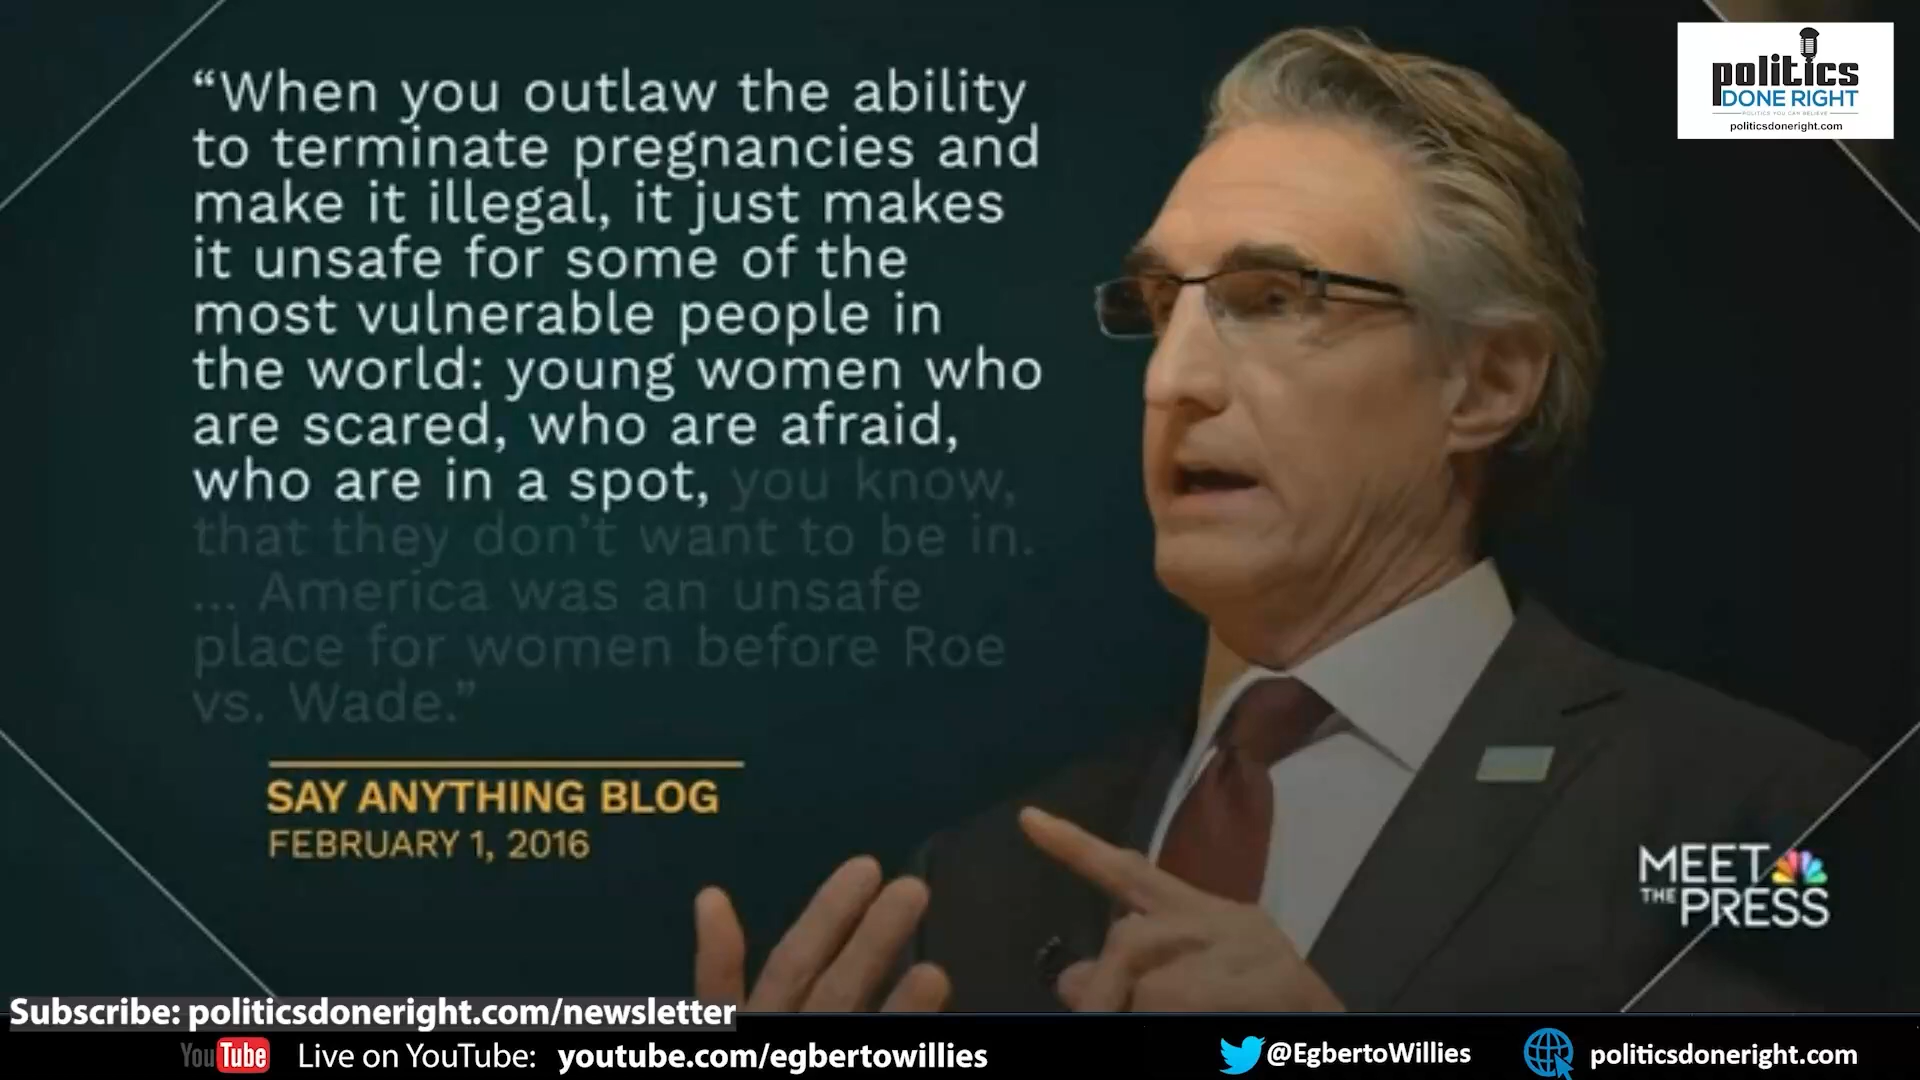 politics
DONE RIGHT
POLITICS YOU CAN BELIEVE
politicsdoneright.com
“When you outlaw the ability
to terminate pregnancies and
make it illegal, it just makes
it unsafe for some of the
most vulnerable people in
the world: young women who
are scared, who are afraid,
who are in a spot, you know,
that they don’t want to be in.
... America was an unsafe
place for women before Roe
vs. Wade.”
SAY ANYTHING BLOG
FEBRUARY 1, 2016
MEET
THE PRESS
Subscribe: politicsdoneright.com/newsletter
YouTube Live on YouTube: youtube.com/egbertowillies
@EgbertoWillies
politicsdoneright.com